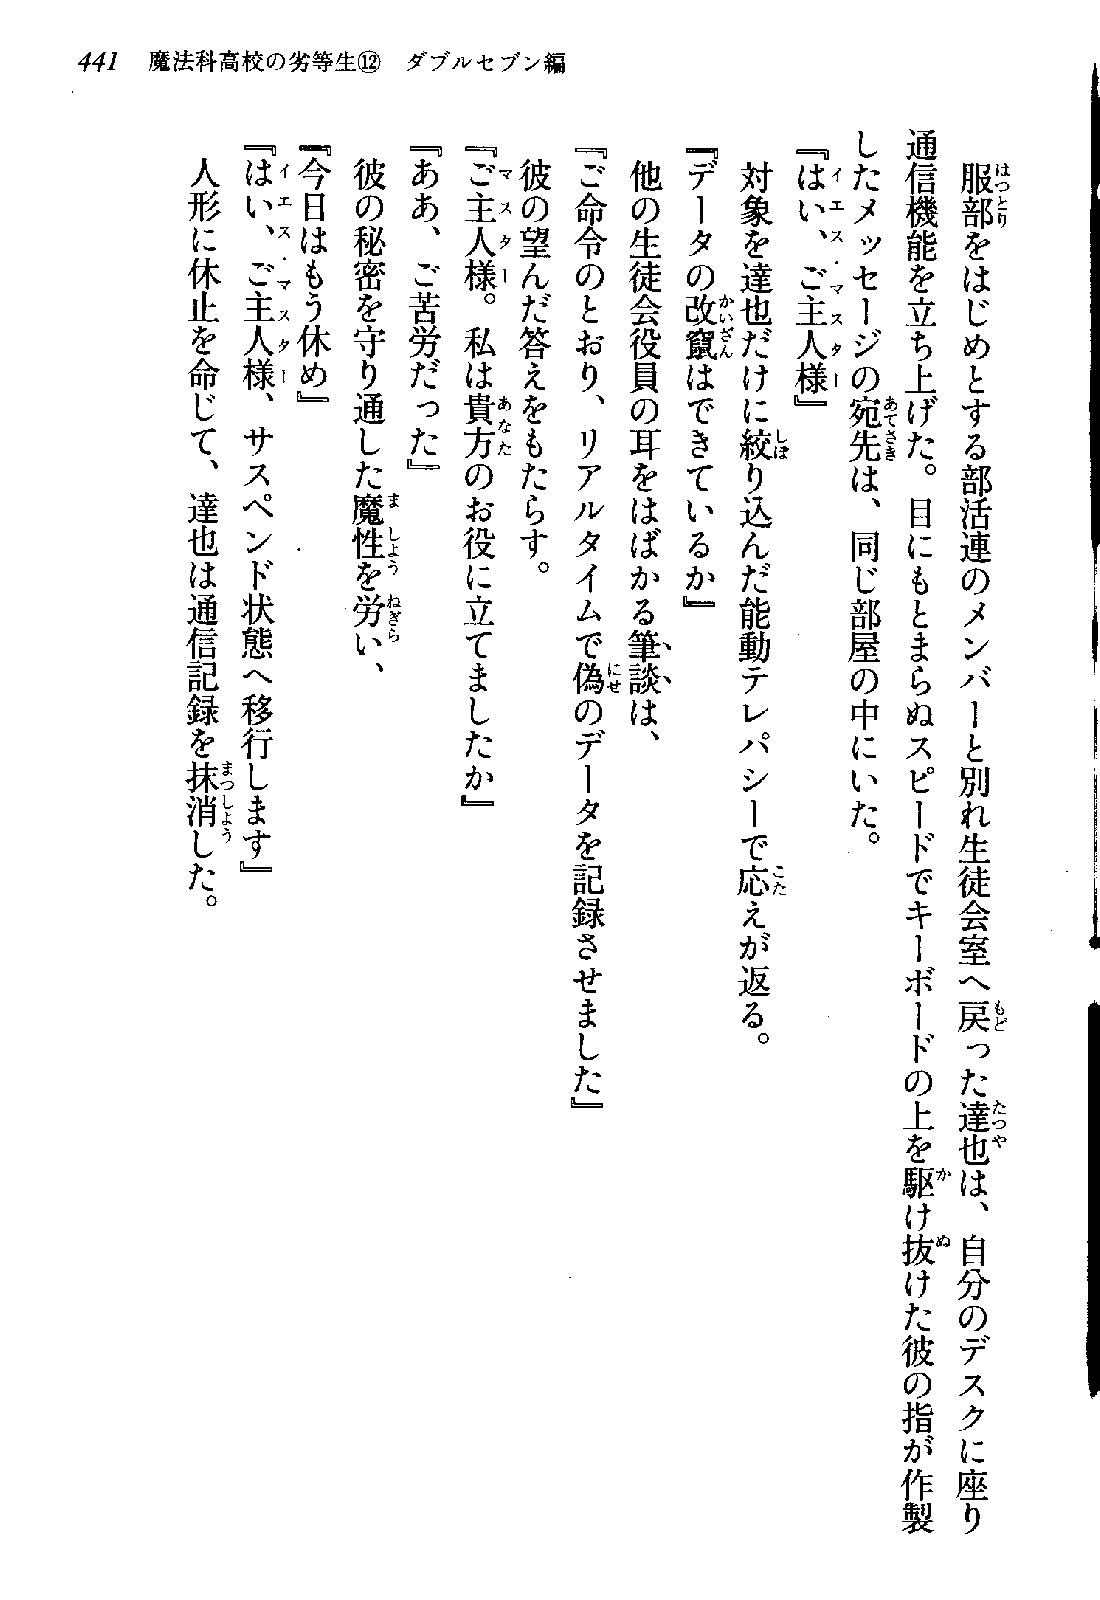 441 魔法科高校の劣等生⑫ ダブルセブン編
服部をはじめとする部活連のメンバーと別れ生徒会室へ戻った達也は、自分のデスクに座り
通信機能を立ち上げた。目にもとまらぬスピードでキーボードの上を駆け抜けた彼の指が作製
したメッセージの宛先は、同じ部屋の中にいた。
『はい、ご主人様』
対象を達也だけに絞り込んだ能動テレパシーで応えが返る。
『データの改竄はできているか』
他の生徒会役員の耳をはばかる筆談は、
『ご命令のとおり、リアルタイムで偽のデータを記録させました』
彼の望んだ答えをもたらす。
『ご主人様。私は貴方のお役に立てましたか』
『ああ、ご苦労だった』
彼の秘密を守り通した魔性を労い、
『今日はもう休め』
『はい、ご主人様、サスペンド状態へ移行します』
人形に休止を命じて、達也は通信記録を抹消した。